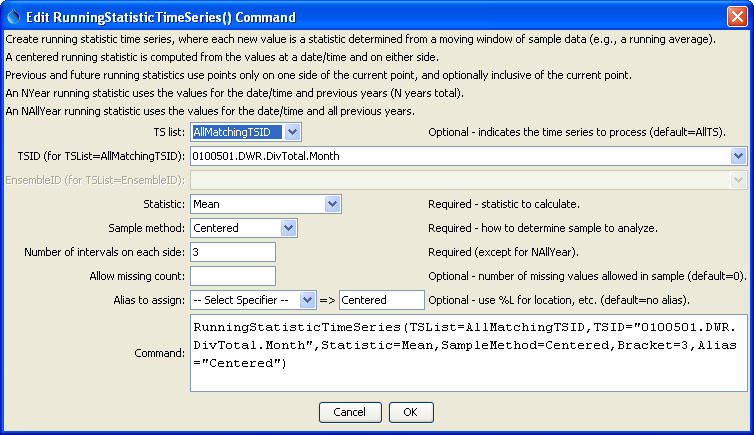 Edit RunningStatisticTimeSeries() Command
Create running statistic time series, where each new value is a statistic determined from a moving window of sample data (e.g., a running average).
A centered running statistic is computed from the values at a date/time and on either side.
Previous and future running statistics use points only on one side of the current point, and optionally inclusive of the current point.
An NYear running statistic uses the values for the date/time and previous years (N years total).
An NAllYear running statistic uses the values for the date/time and all previous years.
TS list: AllMatchingTSID Optional - indicates the time series to process (default=AllTS).
TSID (for TSList=AllMatchingTSID): 0100501.DWR.DivTotal.Month
EnsembleID (for TSList=EnsembleID):
Statistic: Mean Required - statistic to calculate.
Sample method: Centered Required - how to determine sample to analyze.
Number of intervals on each side: 3 Required (except for NAllYear).
Allow missing count: Optional - number of missing values allowed in sample (default=0).
Alias to assign: -- Select Specifier -- => Centered Optional - use %L for location, etc. (default=no alias).
RunningStatisticTimeSeries(TSList=AllMatchingTSID,TSID="0100501.DWR.
Command: DivTotal.Month",Statistic=Mean,SampleMethod=Centered,Bracket=3,Alias
="Centered")
Cancel OK